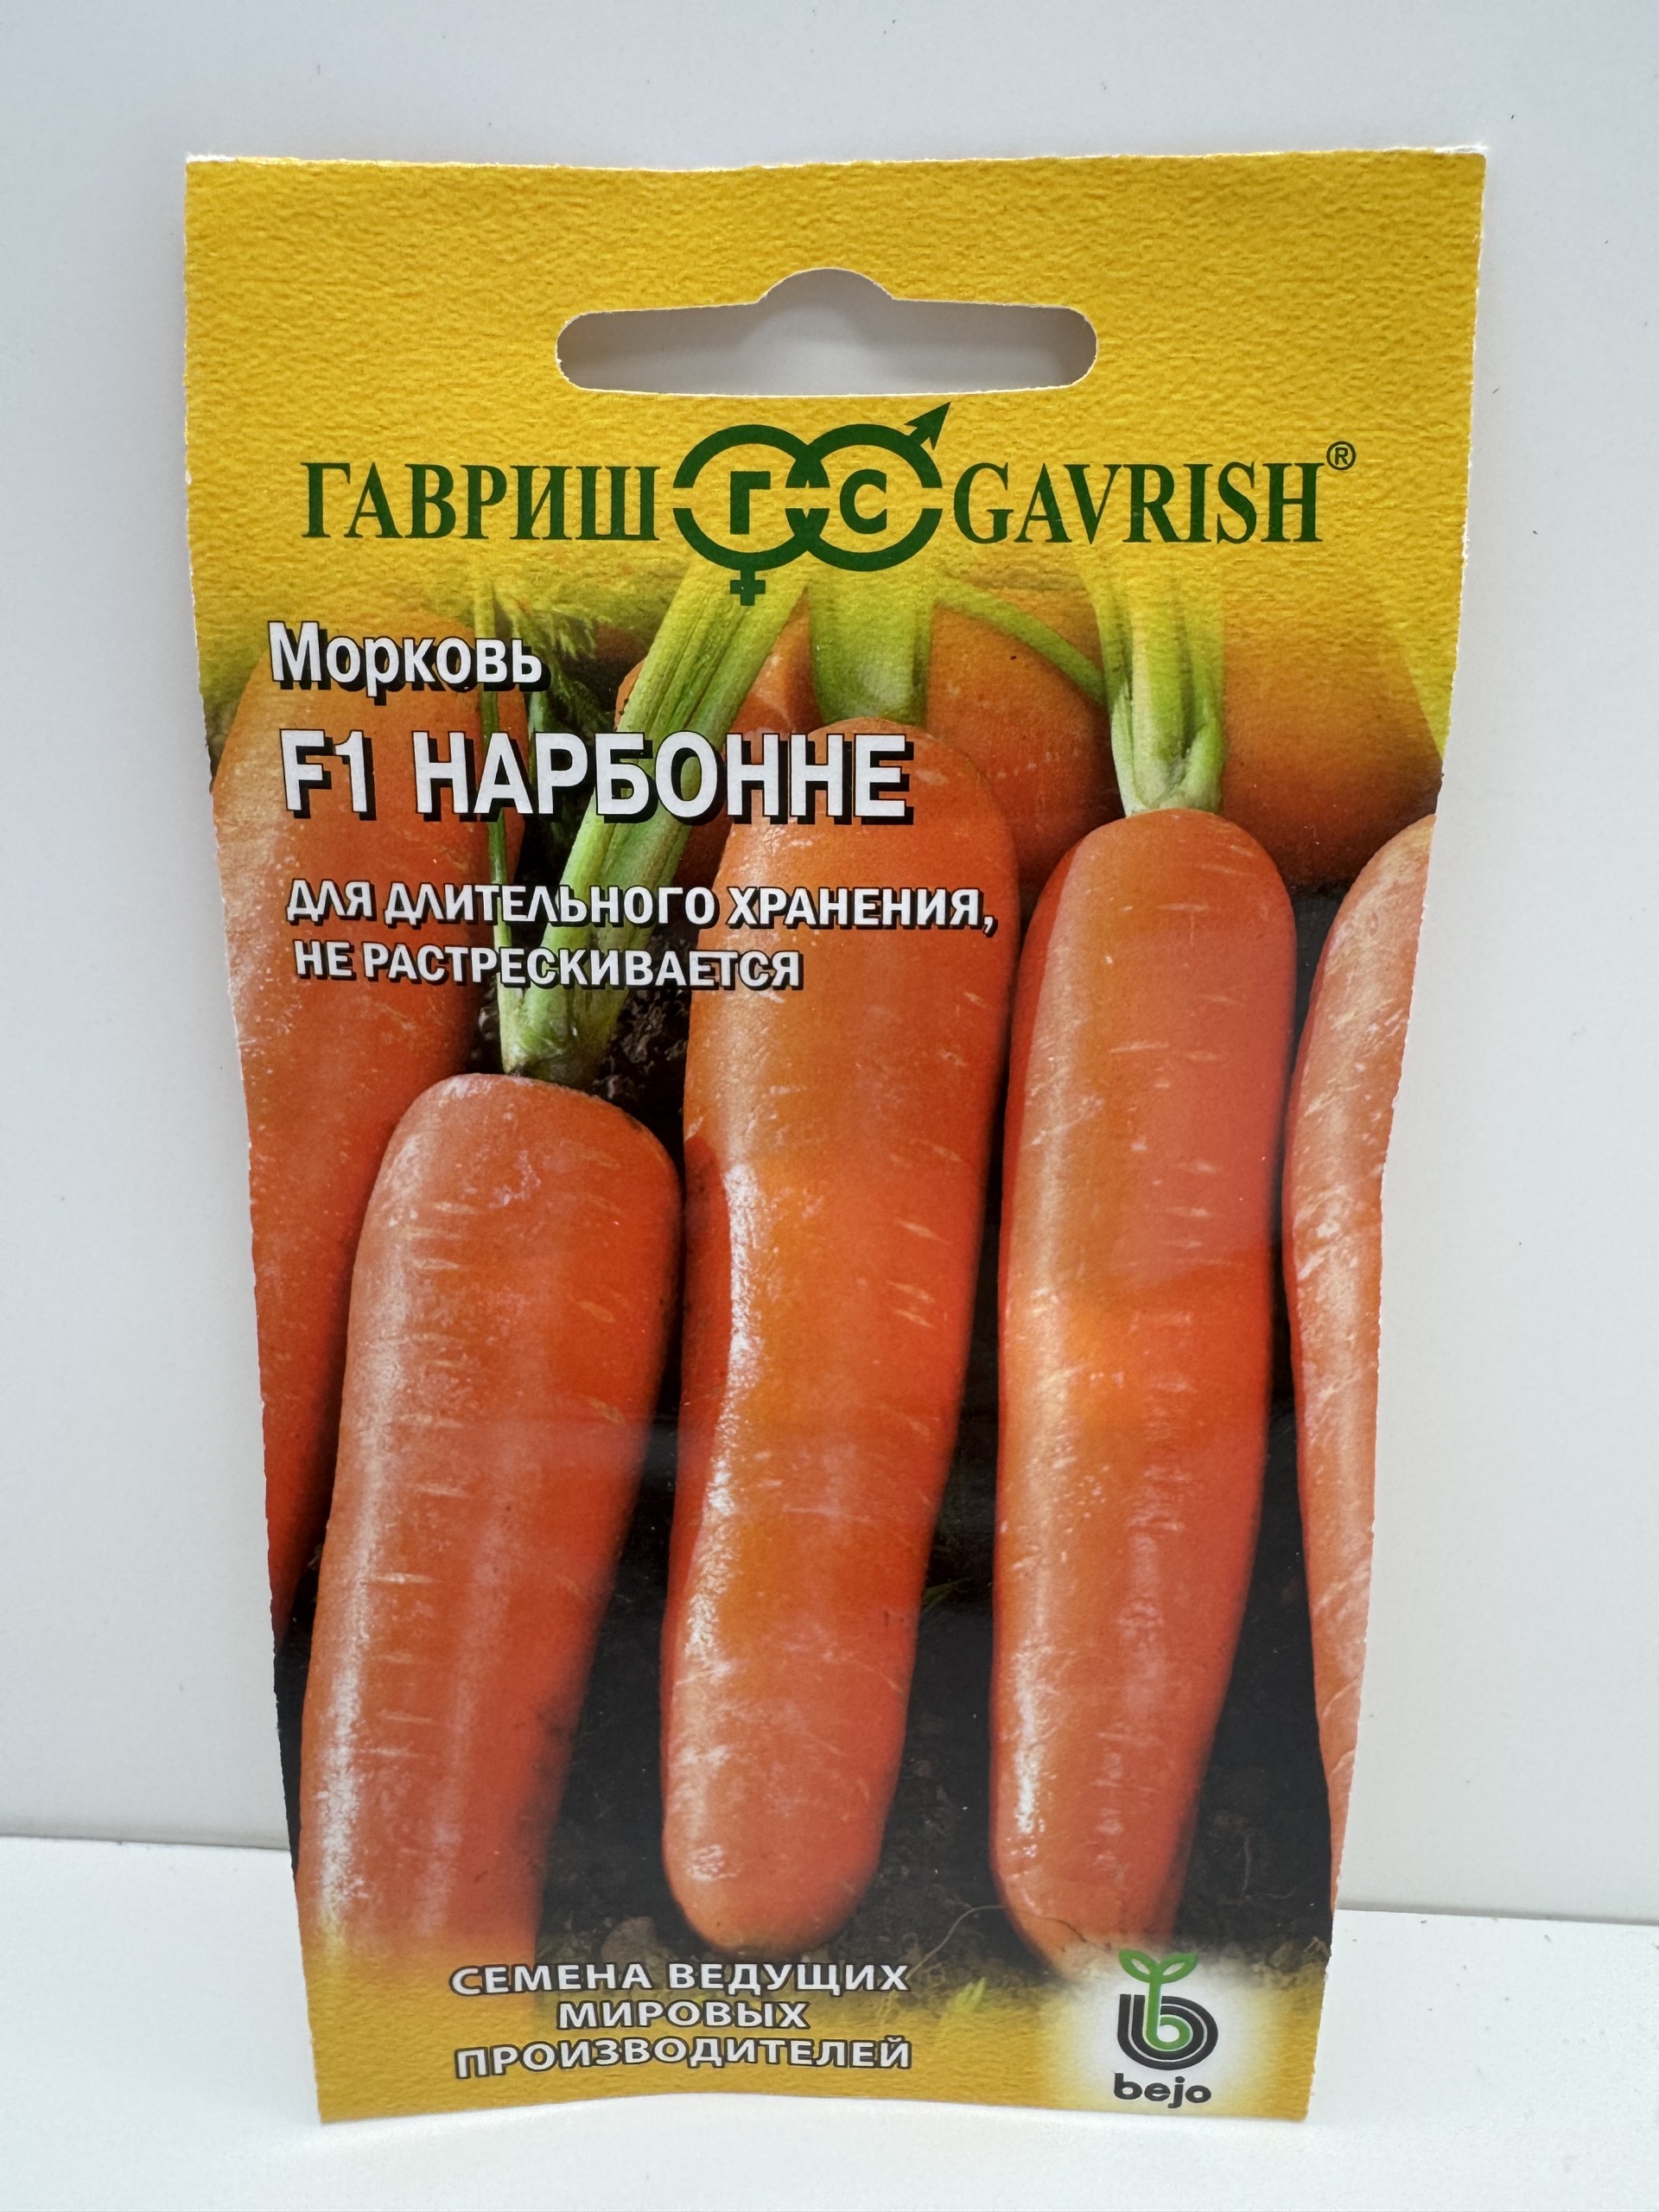 ГАВРИШ ГС GAVRISH®
Морковь
F1 НАРБОННЕ
ДЛЯ ДЛИТЕЛЬНОГО ХРАНЕНИЯ,
НЕ РАСТРЕСКИВАЕТСЯ
СЕМЕНА ВЕДУЩИХ
МИРОВЫХ
ПРОИЗВОДИТЕЛЕЙ
b
bejo